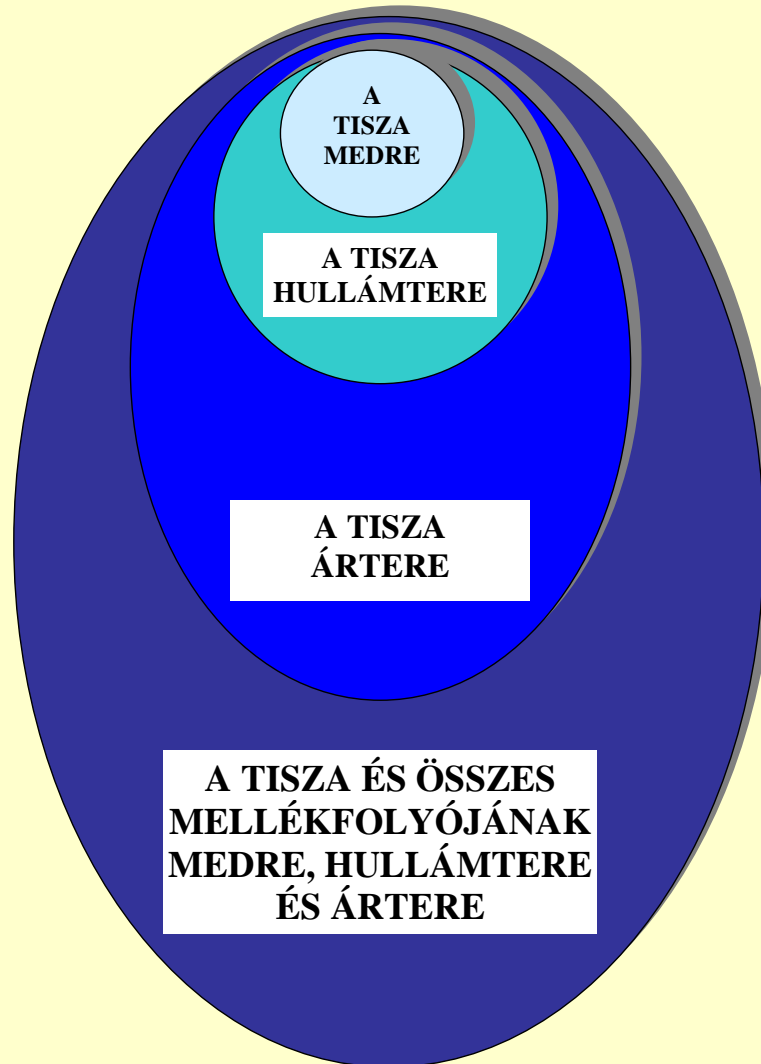 A
TISZA
MEDRE
A TISZA
HULLÁMTERE
A TISZA
ÁRTERE
A TISZA ÉS ÖSSZES
MELLÉKFOLYÓJÁNAK
MEDRE, HULLÁMTERE
ÉS ÁRTERE